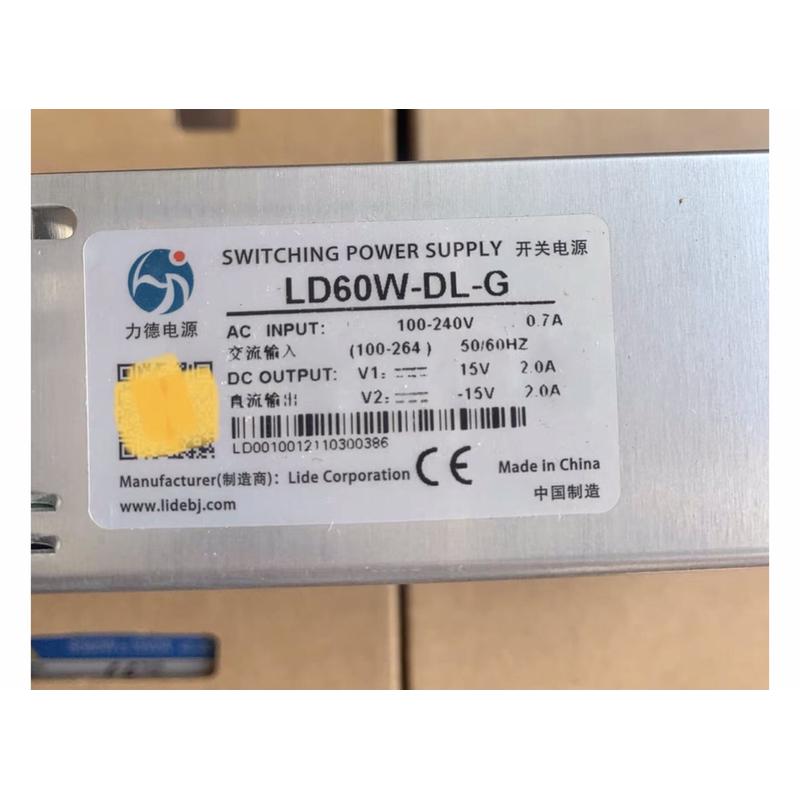 SWITCHING POWER SUPPLY 开关电源
LD60W-DL-G
力德电源
AC INPUT: 100-240V 0.7A
交流输入 (100-264) 50/60HZ
DC OUTPUT: V1: 15V 2.0A
直流输出 V2: -15V 2.0A
LD0010012110300386
Manufacturer(制造商): Lide Corporation CE Made in China
www.lidebj.com 中国制造